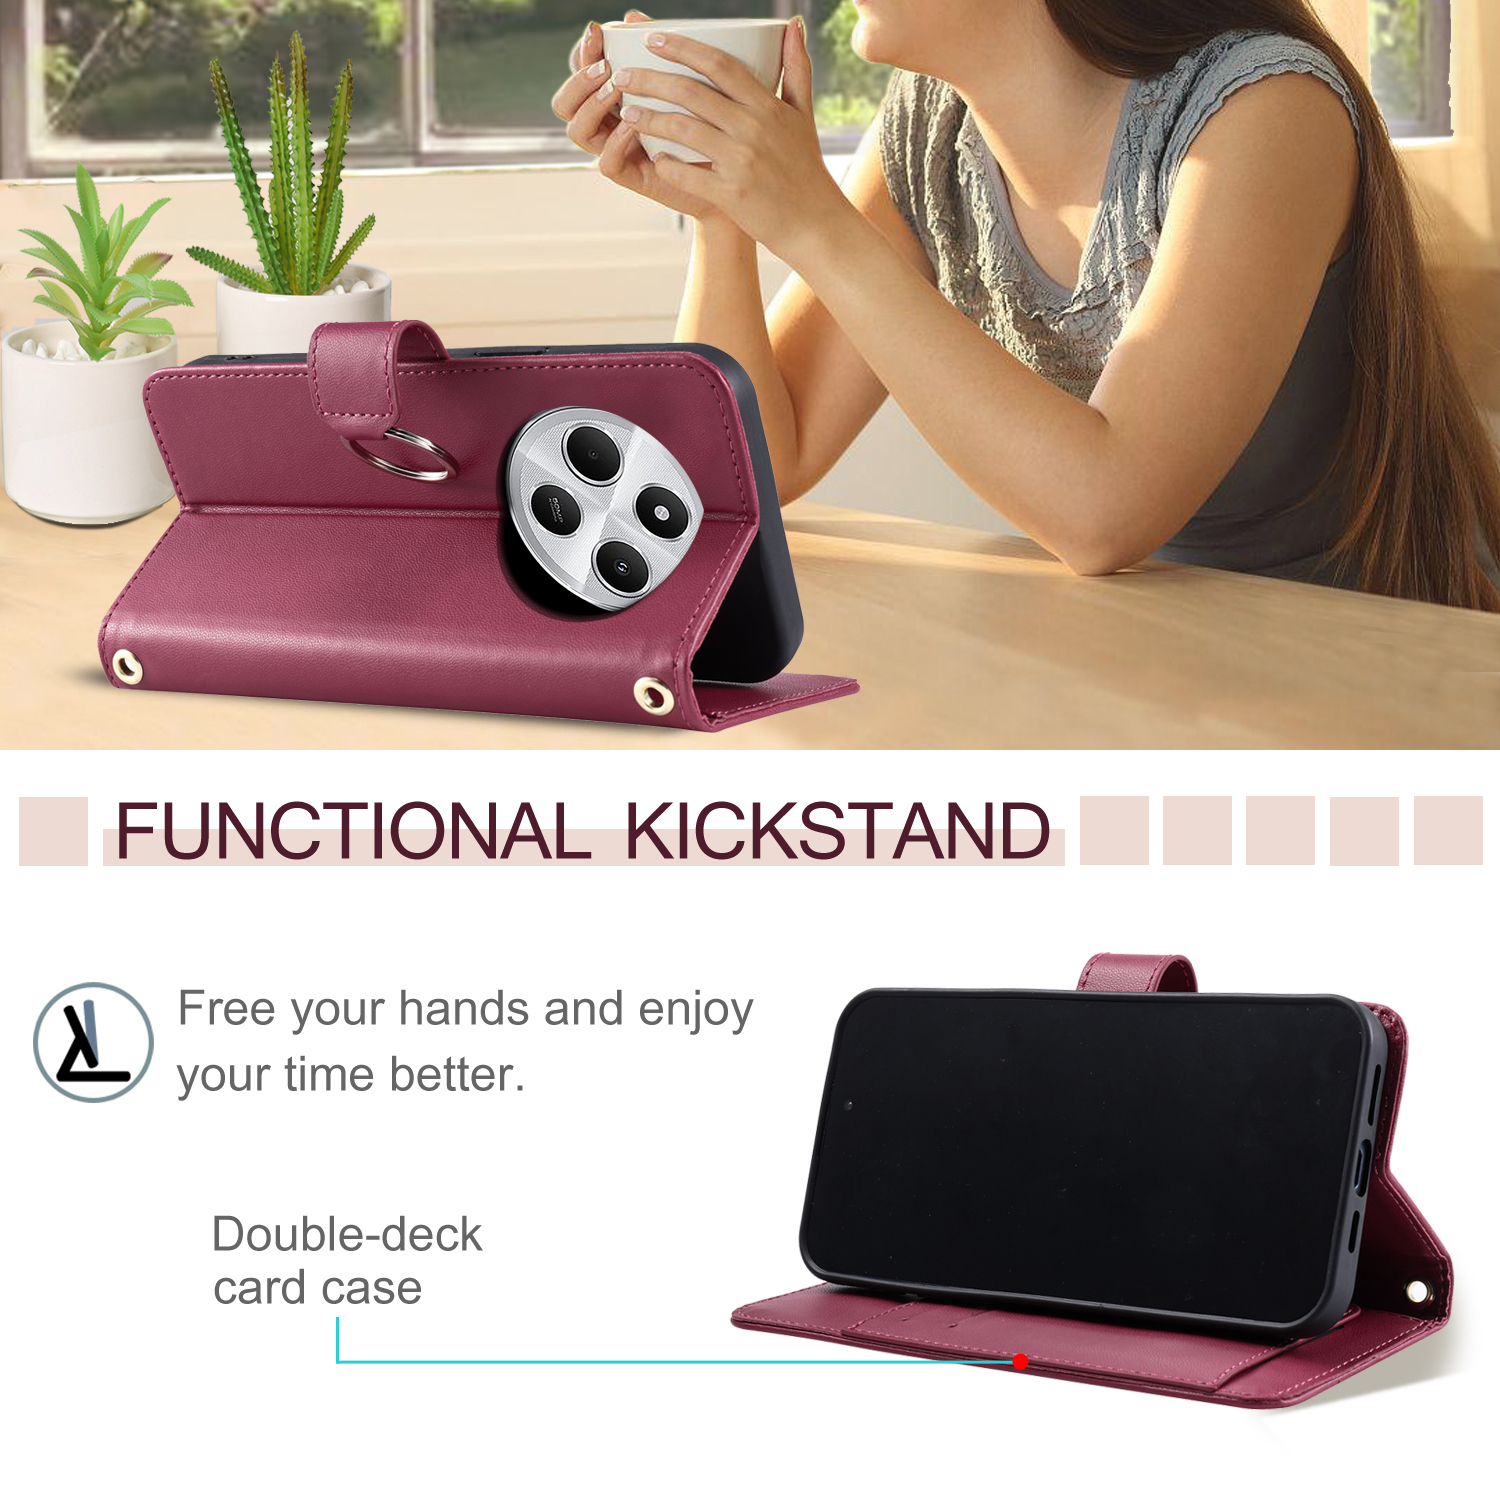 FUNCTIONAL KICKSTAND
Free your hands and enjoy
your time better.
Double-deck
card case